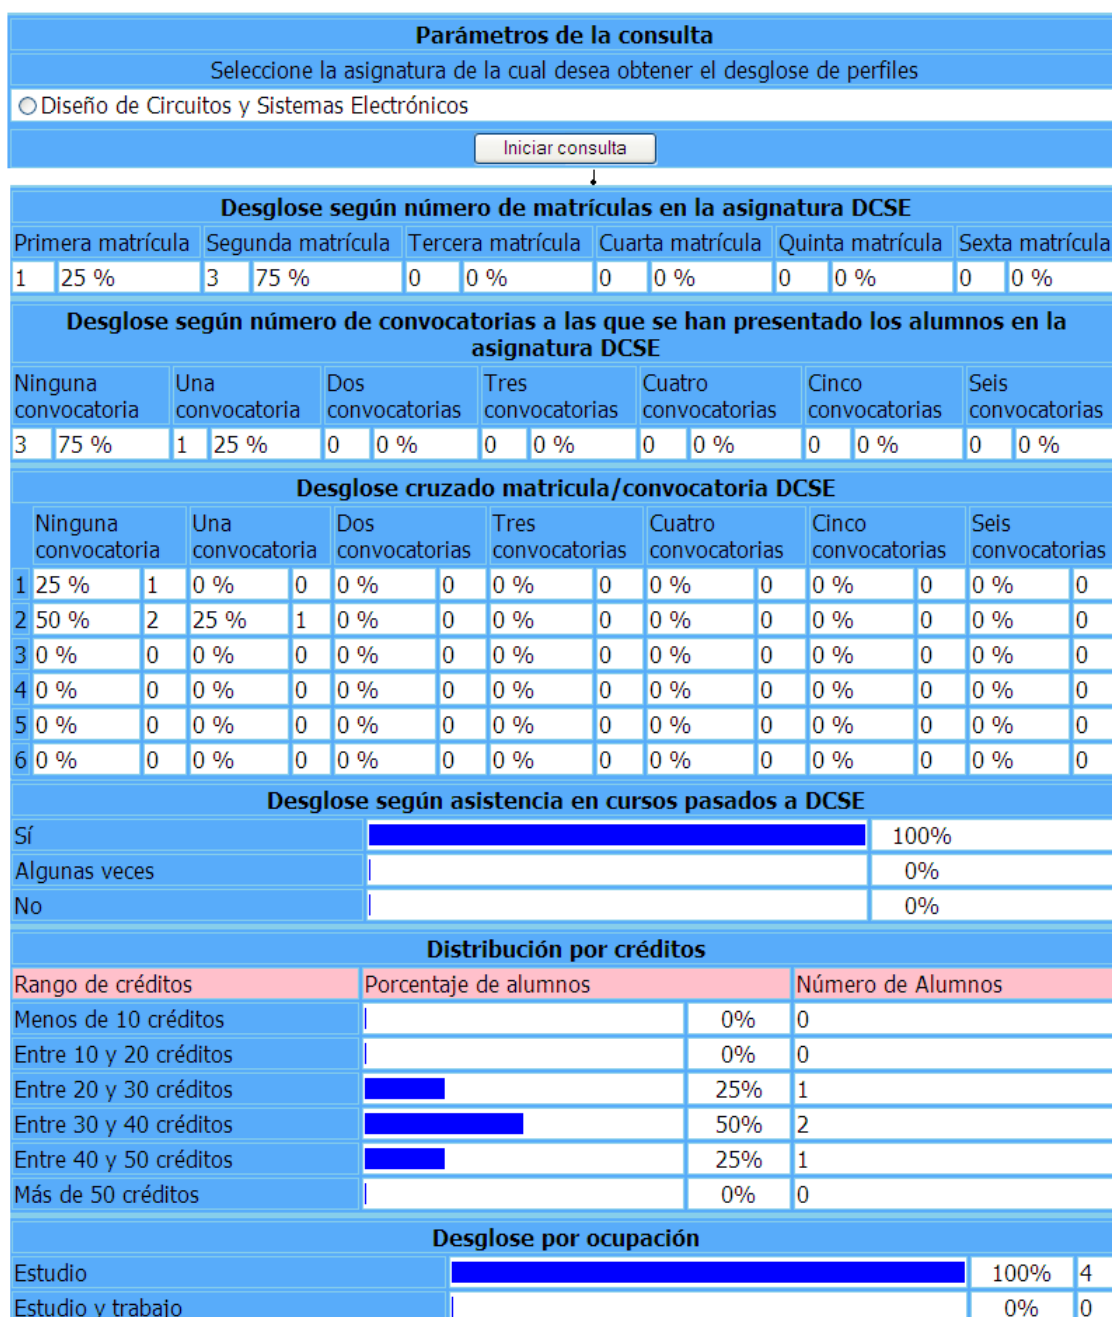 Parámetros de la consulta
Seleccione la asignatura de la cual desea obtener el desglose de perfiles
Diseño de Circuitos y Sistemas Electrónicos
Iniciar consulta
Desglose según número de matrículas en la asignatura DCSE
Primera matrícula Segunda matrícula Tercera matrícula Cuarta matrícula Quinta matrícula Sexta matrícula
1 25 % 3 75 % 0 0 % 0 0 % 0 0 % 0 0 %
Desglose según número de convocatorias a las que se han presentado los alumnos en la
asignatura DCSE
Ninguna Una Dos Tres Cuatro Cinco Seis
convocatoria convocatoria convocatorias convocatorias convocatorias convocatorias convocatorias
3 75 % 1 25 % 0 0 % 0 0 % 0 0 % 0 0 % 0 0 %
Desglose cruzado matricula/convocatoria DCSE
Ninguna Una Dos Tres Cuatro Cinco Seis
convocatoria convocatoria convocatorias convocatorias convocatorias convocatorias convocatorias
1 25 % 1 0 % 0 0 % 0 0 % 0 0 % 0 0 % 0 0 % 0
2 50 % 2 25 % 1 0 % 0 0 % 0 0 % 0 0 % 0 0 % 0
3 0 % 0 0 % 0 0 % 0 0 % 0 0 % 0 0 % 0 0 % 0
4 0 % 0 0 % 0 0 % 0 0 % 0 0 % 0 0 % 0 0 % 0
5 0 % 0 0 % 0 0 % 0 0 % 0 0 % 0 0 % 0 0 % 0
6 0 % 0 0 % 0 0 % 0 0 % 0 0 % 0 0 % 0 0 % 0
Desglose según asistencia en cursos pasados a DCSE
Sí 100%
Algunas veces 0%
No 0%
Distribución por créditos
Rango de créditos Porcentaje de alumnos Número de Alumnos
Menos de 10 créditos 0% 0
Entre 10 y 20 créditos 0% 0
Entre 20 y 30 créditos 25% 1
Entre 30 y 40 créditos 50% 2
Entre 40 y 50 créditos 25% 1
Más de 50 créditos 0% 0
Desglose por ocupación
Estudio 100% 4
Estudio y trabajo 0% 0